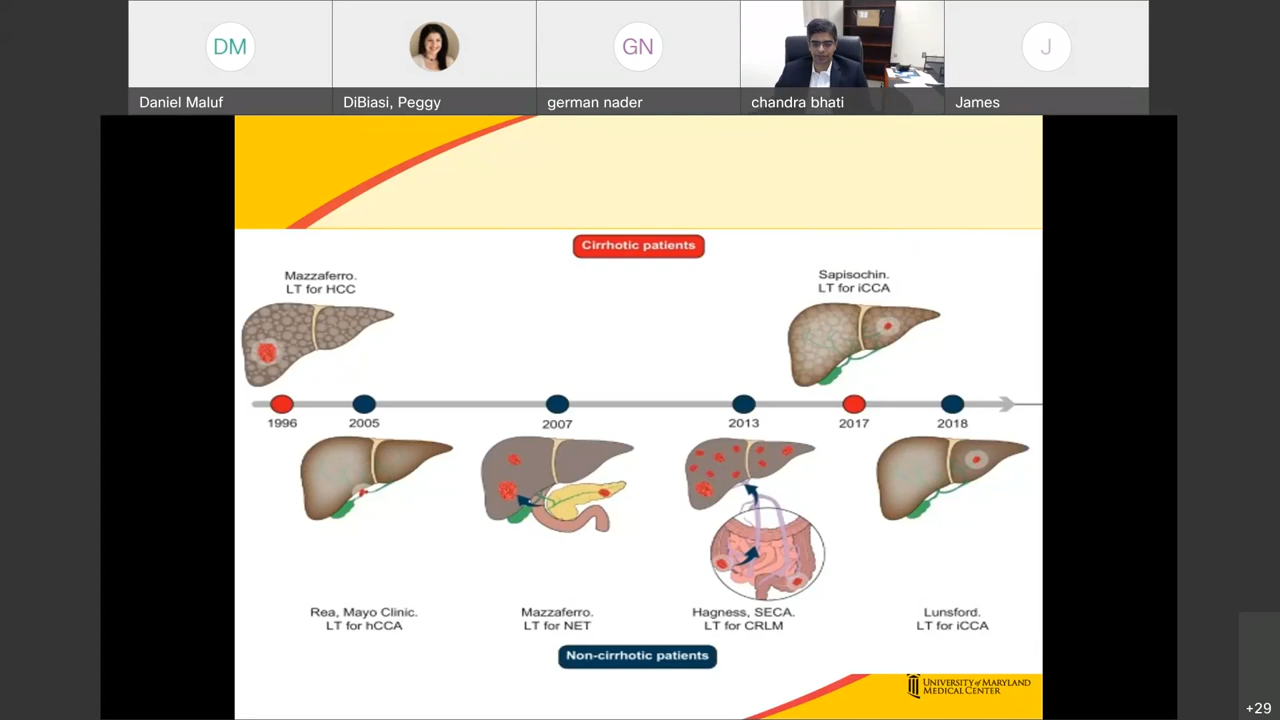 DM
GN
J
Daniel Maluf
DiBiasi, Peggy
german nader
chandra bhati
James
Cirrhotic patients
Mazzaferro.
LT for HCC
Sapisochin.
LT for iCCA
1996
2005
2007
2013
2017
2018
Rea, Mayo Clinic.
LT for hCCA
Mazzaferro.
LT for NET
Hagness, SECA.
LT for CRLM
Lunsford.
LT for iCCA
Non-cirrhotic patients
UNIVERSITY of MARYLAND
MEDICAL CENTER
+29